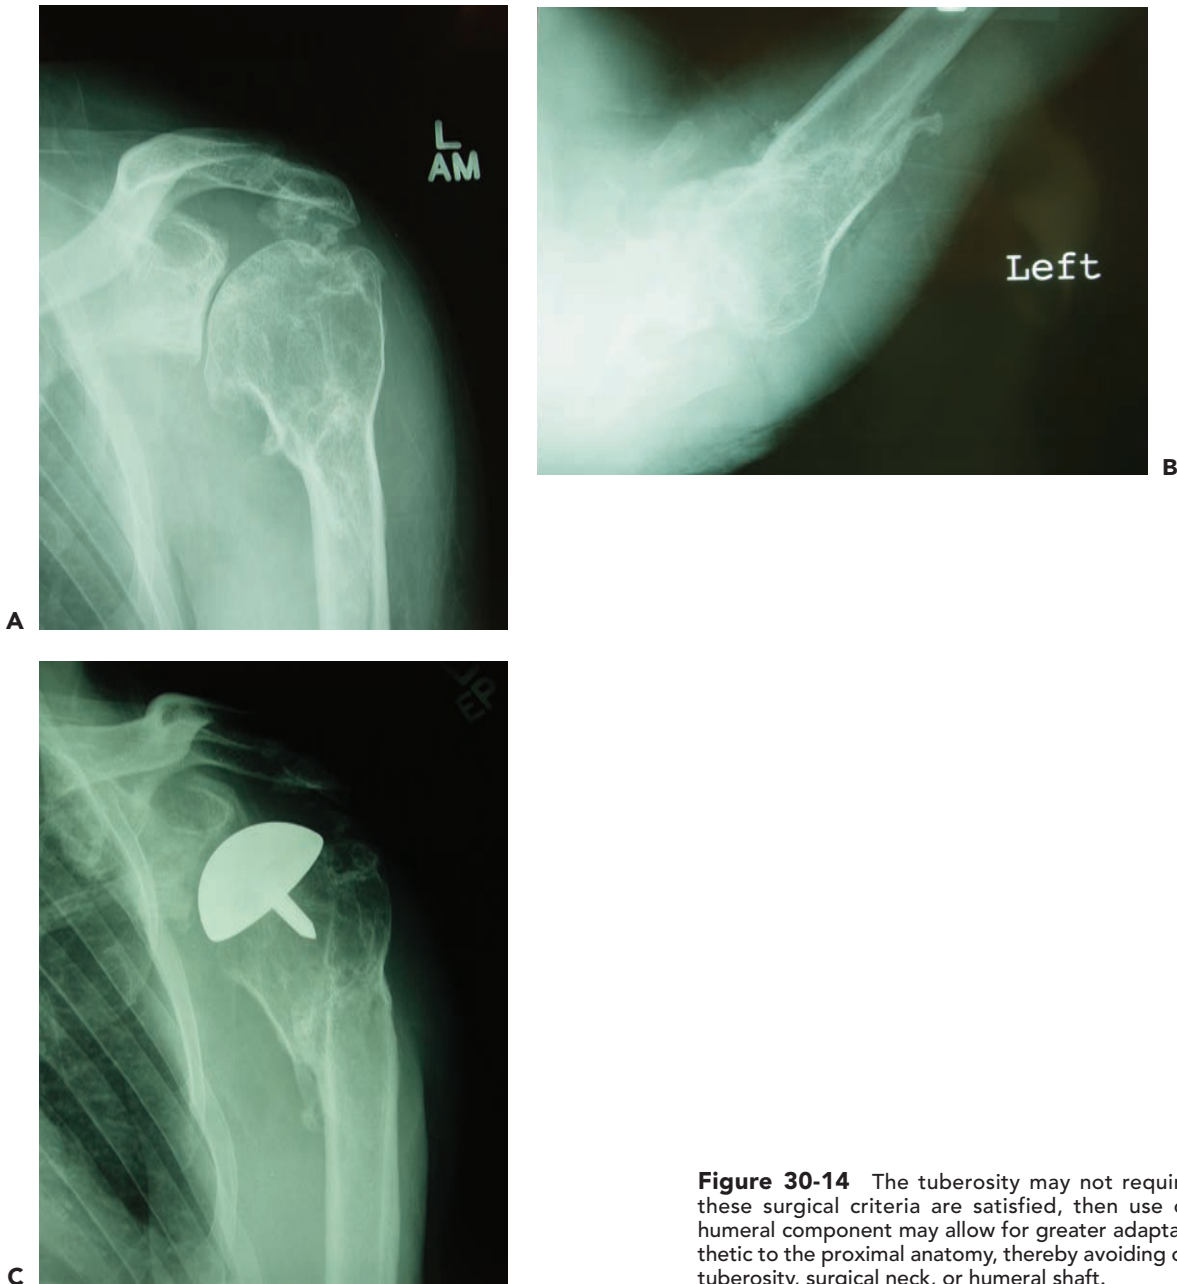 L
AM
Left
B
A
EP
C
Figure 30-14 The tuberosity may not requir
these surgical criteria are satisfied, then use
humeral component may allow for greater adapta
thetic to the proximal anatomy, thereby avoiding
tuberosity, surgical neck, or humeral shaft.